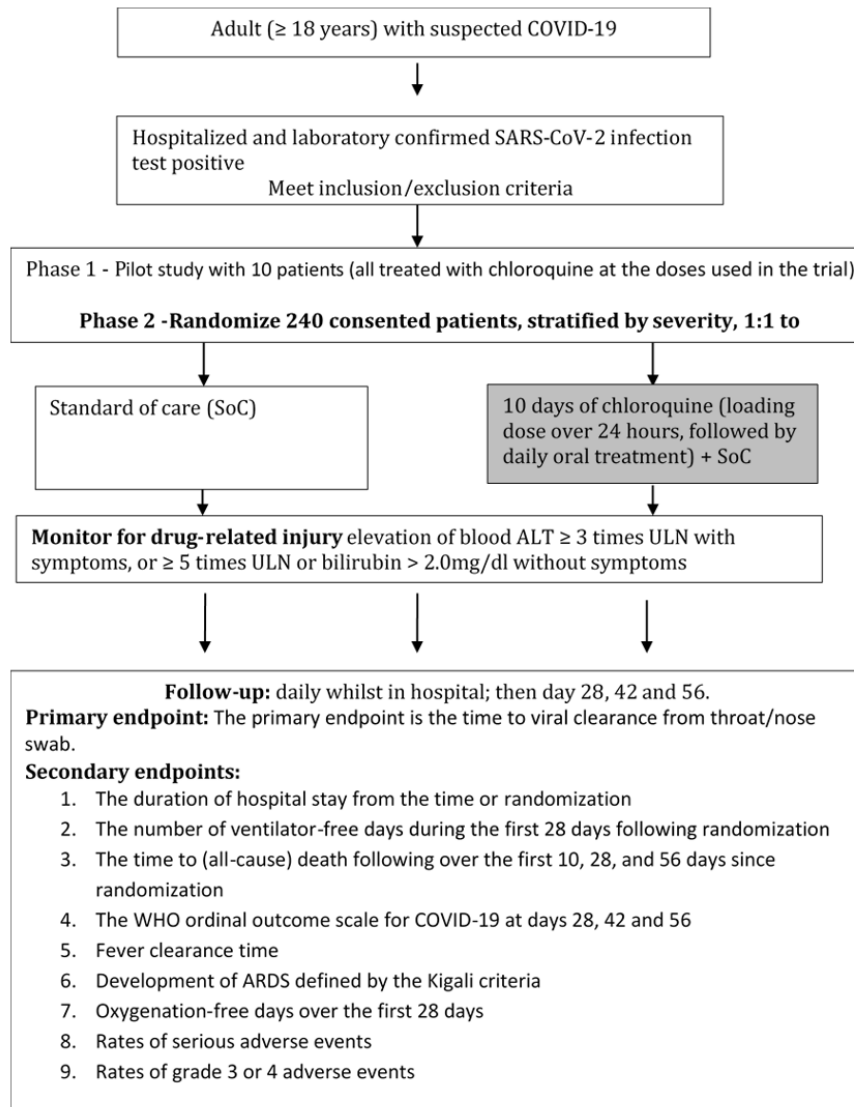 Adult (≥ 18 years) with suspected COVID-19
Hospitalized and laboratory confirmed SARS-CoV-2 infection
test positive
Meet inclusion/exclusion criteria
Phase 1 - Pilot study with 10 patients (all treated with chloroquine at the doses used in the trial)
Phase 2 -Randomize 240 consented patients, stratified by severity, 1:1 to
Standard of care (SoC)
10 days of chloroquine (loading
dose over 24 hours, followed by
daily oral treatment) + SoC
Monitor for drug-related injury elevation of blood ALT ≥ 3 times ULN with
symptoms, or ≥ 5 times ULN or bilirubin > 2.0mg/dl without symptoms
Follow-up: daily whilst in hospital; then day 28, 42 and 56.
Primary endpoint: The primary endpoint is the time to viral clearance from throat/nose
swab.
Secondary endpoints:
1. The duration of hospital stay from the time or randomization
2. The number of ventilator-free days during the first 28 days following randomization
3. The time to (all-cause) death following over the first 10, 28, and 56 days since
randomization
4. The WHO ordinal outcome scale for COVID-19 at days 28, 42 and 56
5. Fever clearance time
6. Development of ARDS defined by the Kigali criteria
7. Oxygenation-free days over the first 28 days
8. Rates of serious adverse events
9. Rates of grade 3 or 4 adverse events